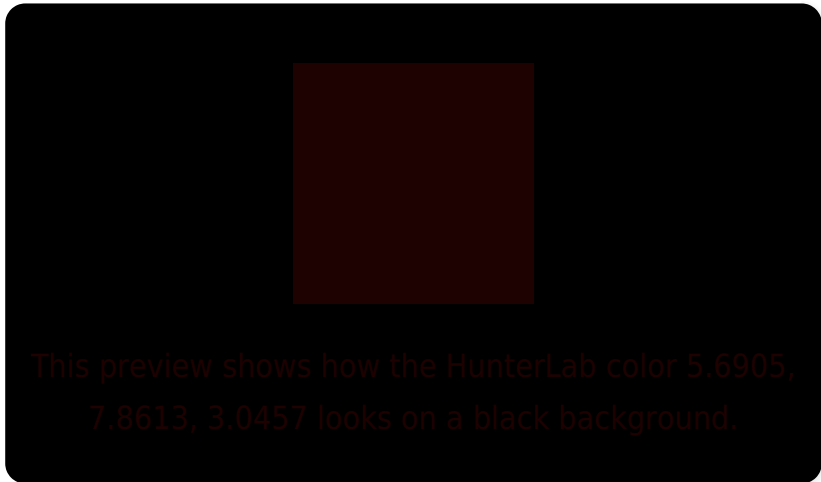 This preview shows how the HunterLab color 5.6905,
7.8613, 3.0457 looks on a black background.